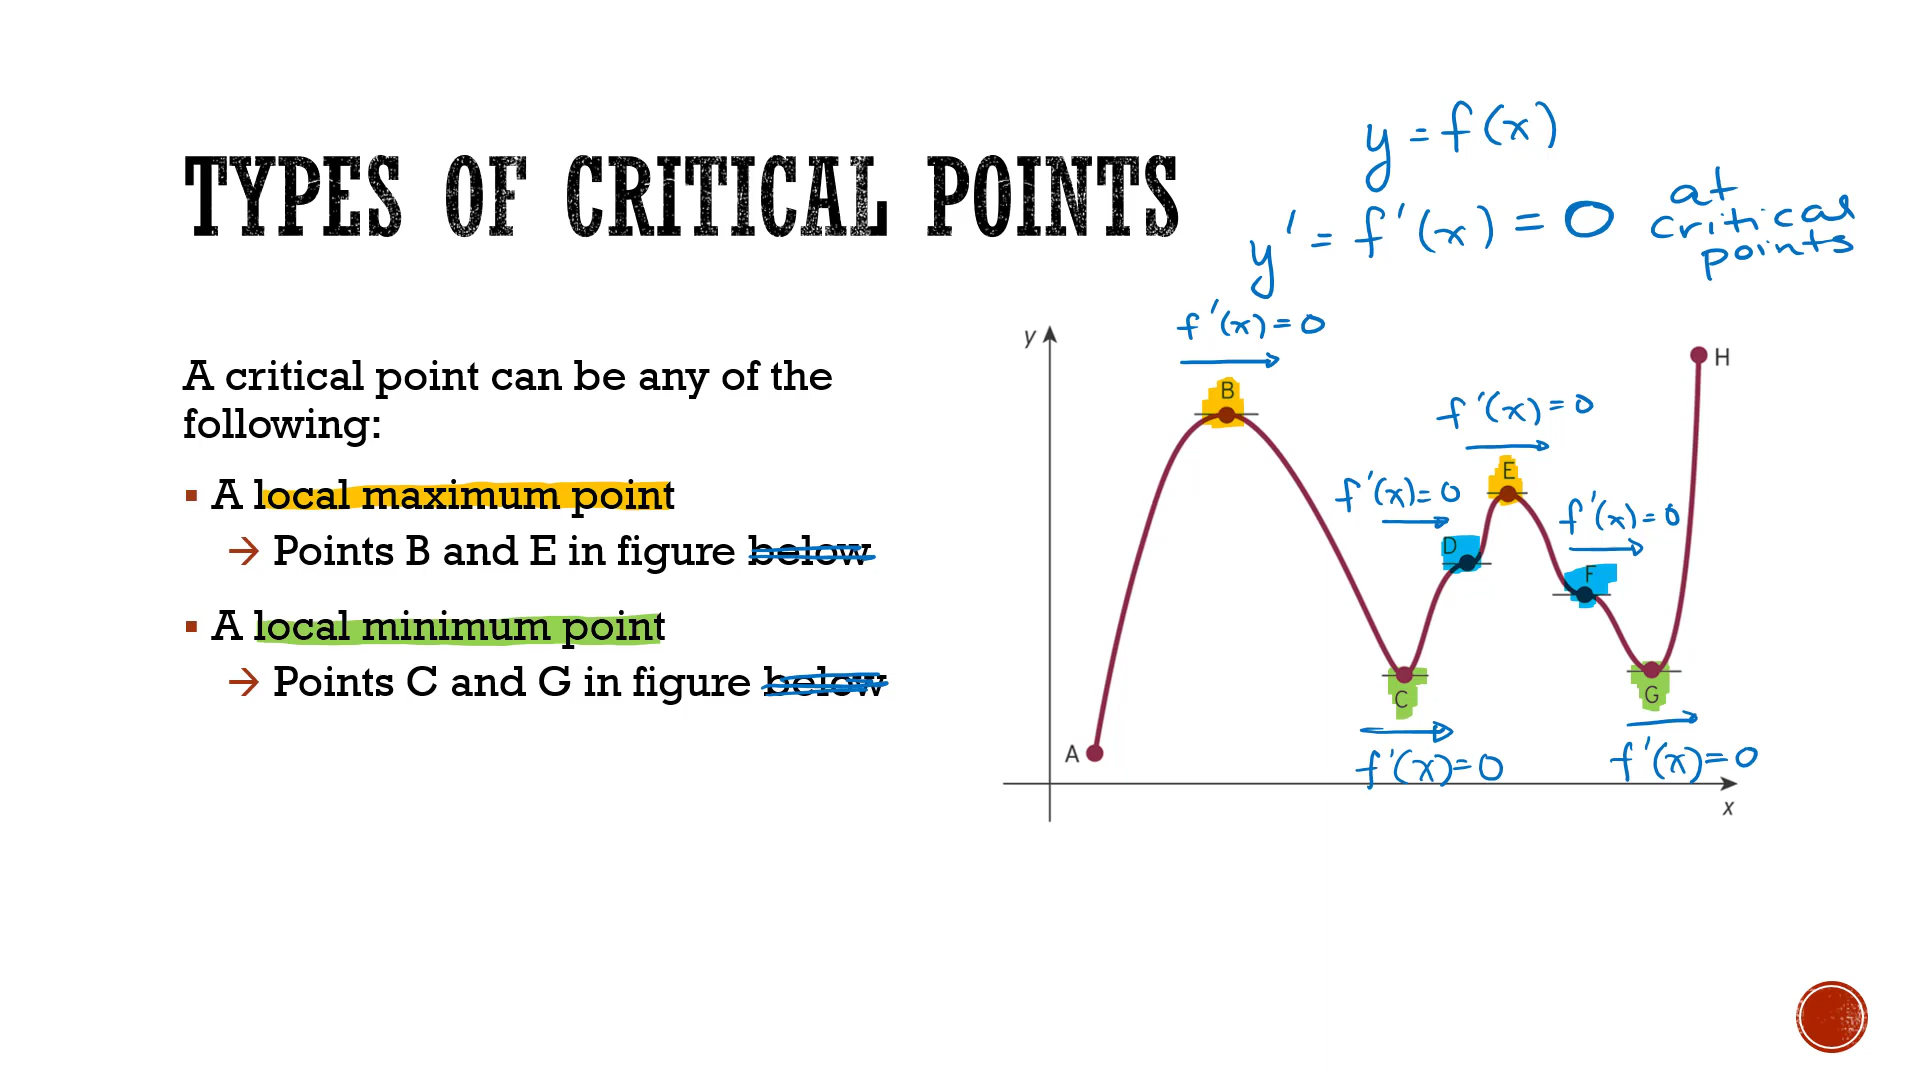 TYPES OF CRITICAL POINTS
y = f(x)
y' = f'(x) = 0 at critical points
A critical point can be any of the
following:
▪ A local maximum point
→ Points B and E in figure below
▪ A local minimum point
→ Points C and G in figure below
y
f'(x) = 0
B
H
f'(x) = 0
E
f'(x) = 0
D
f'(x) = 0
F
C
G
A
f'(x) = 0
f'(x) = 0
x